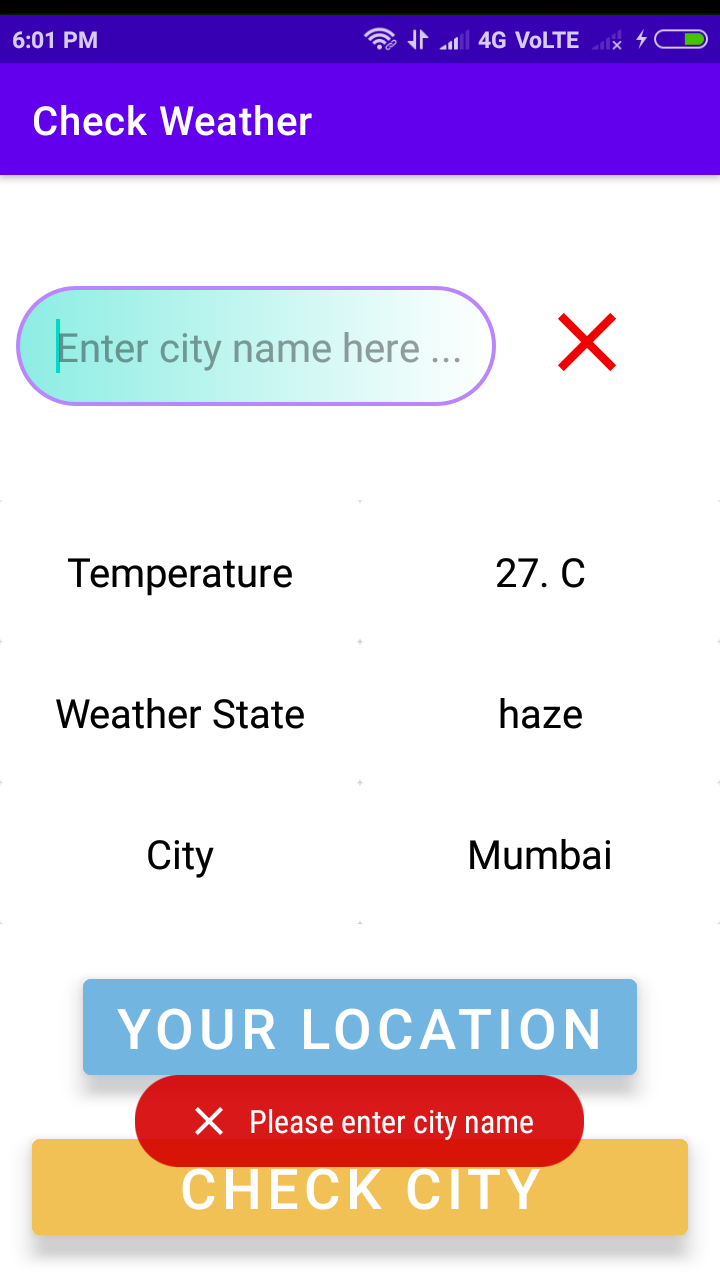 6:01 PM 4G VoLTE
Check Weather
Enter city name here ...
Temperature 27. C
Weather State haze
City Mumbai
YOUR LOCATION
Please enter city name
CHECK CITY